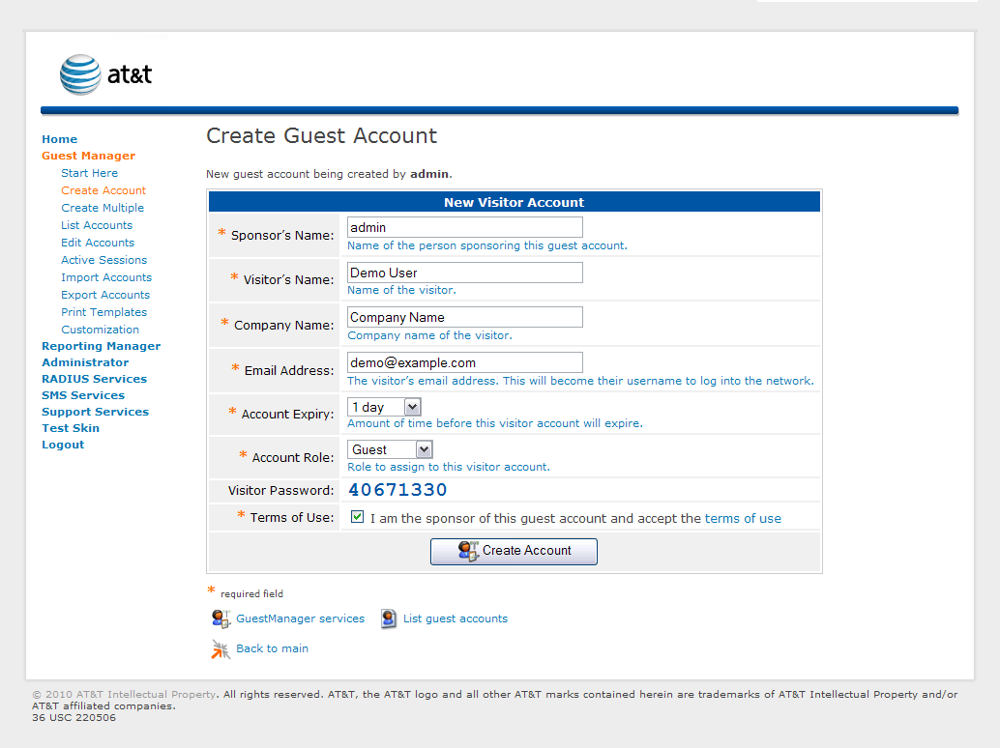 at&t
Home
Guest Manager
Start Here
Create Account
Create Multiple
List Accounts
Edit Accounts
Active Sessions
Import Accounts
Export Accounts
Print Templates
Customization
Reporting Manager
Administrator
RADIUS Services
SMS Services
Support Services
Test Skin
Logout
Create Guest Account
New guest account being created by admin.
New Visitor Account
* Sponsor's Name: admin
Name of the person sponsoring this guest account.
* Visitor's Name: Demo User
Name of the visitor.
* Company Name: Company Name
Company name of the visitor.
* Email Address: demo@example.com
The visitor's email address. This will become their username to log into the network.
* Account Expiry: 1 day
Amount of time before this visitor account will expire.
* Account Role: Guest
Role to assign to this visitor account.
Visitor Password: 40671330
* Terms of Use: I am the sponsor of this guest account and accept the terms of use
Create Account
* required field
GuestManager services List guest accounts
Back to main
© 2010 AT&T Intellectual Property. All rights reserved. AT&T, the AT&T logo and all other AT&T marks contained herein are trademarks of AT&T Intellectual Property and/or
AT&T affiliated companies.
36 USC 220506